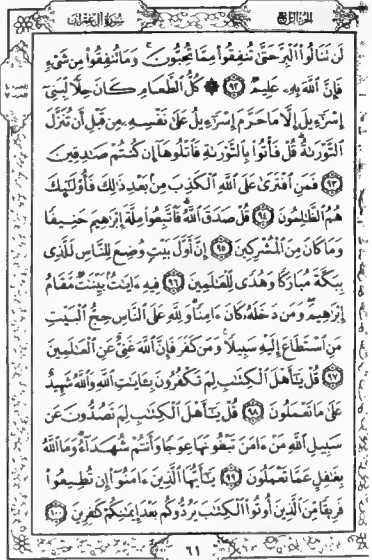 سُورَةُ آلِ عِمْرَانَ
الجُزْءُ الرَّابِعُ
لَن تَنَالُوا۟ ٱلْبِرَّ حَتَّىٰ تُنفِقُوا۟ مِمَّا تُحِبُّونَ ۚ وَمَا تُنفِقُوا۟ مِن شَىْءٍ
فَإِنَّ ٱللَّهَ بِهِۦ عَلِيمٌ ٩٢ ۞ كُلُّ ٱلطَّعَامِ كَانَ حِلًّا لِّبَنِىٓ
إِسْرَٰٓءِيلَ إِلَّا مَا حَرَّمَ إِسْرَٰٓءِيلُ عَلَىٰ نَفْسِهِۦ مِن قَبْلِ أَن تُنَزَّلَ
ٱلتَّوْرَىٰةُ ۗ قُلْ فَأْتُوا۟ بِٱلتَّوْرَىٰةِ فَٱتْلُوهَآ إِن كُنتُمْ صَٰدِقِينَ
٩٣ فَمَنِ ٱفْتَرَىٰ عَلَى ٱللَّهِ ٱلْكَذِبَ مِنۢ بَعْدِ ذَٰلِكَ فَأُو۟لَٰٓئِكَ
هُمُ ٱلظَّٰلِمُونَ ٩٤ قُلْ صَدَقَ ٱللَّهُ ۗ فَٱتَّبِعُوا۟ مِلَّةَ إِبْرَٰهِيمَ حَنِيفًا
وَمَا كَانَ مِنَ ٱلْمُشْرِكِينَ ٩٥ إِنَّ أَوَّلَ بَيْتٍ وُضِعَ لِلنَّاسِ لَلَّذِى
بِبَكَّةَ مُبَارَكًا وَهُدًى لِّلْعَٰلَمِينَ ٩٦ فِيهِ ءَايَٰتٌۢ بَيِّنَٰتٌ مَّقَامُ
إِبْرَٰهِيمَ ۖ وَمَن دَخَلَهُۥ كَانَ ءَامِنًا ۗ وَلِلَّهِ عَلَى ٱلنَّاسِ حِجُّ ٱلْبَيْتِ
مَنِ ٱسْتَطَاعَ إِلَيْهِ سَبِيلًا ۚ وَمَن كَفَرَ فَإِنَّ ٱللَّهَ غَنِىٌّ عَنِ ٱلْعَٰلَمِينَ
٩٧ قُلْ يَٰٓأَهْلَ ٱلْكِتَٰبِ لِمَ تَكْفُرُونَ بِـَٔايَٰتِ ٱللَّهِ وَٱللَّهُ شَهِيدٌ
عَلَىٰ مَا تَعْمَلُونَ ٩٨ قُلْ يَٰٓأَهْلَ ٱلْكِتَٰبِ لِمَ تَصُدُّونَ عَن
سَبِيلِ ٱللَّهِ مَنْ ءَامَنَ تَبْغُونَهَا عِوَجًا وَأَنتُمْ شُهَدَآءُ ۗ وَمَا ٱللَّهُ
بِغَٰفِلٍ عَمَّا تَعْمَلُونَ ٩٩ يَٰٓأَيُّهَا ٱلَّذِينَ ءَامَنُوٓا۟ إِن تُطِيعُوا۟
فَرِيقًا مِّنَ ٱلَّذِينَ أُوتُوا۟ ٱلْكِتَٰبَ يَرُدُّوكُم بَعْدَ إِيمَٰنِكُمْ كَٰفِرِينَ ١٠٠
٦١